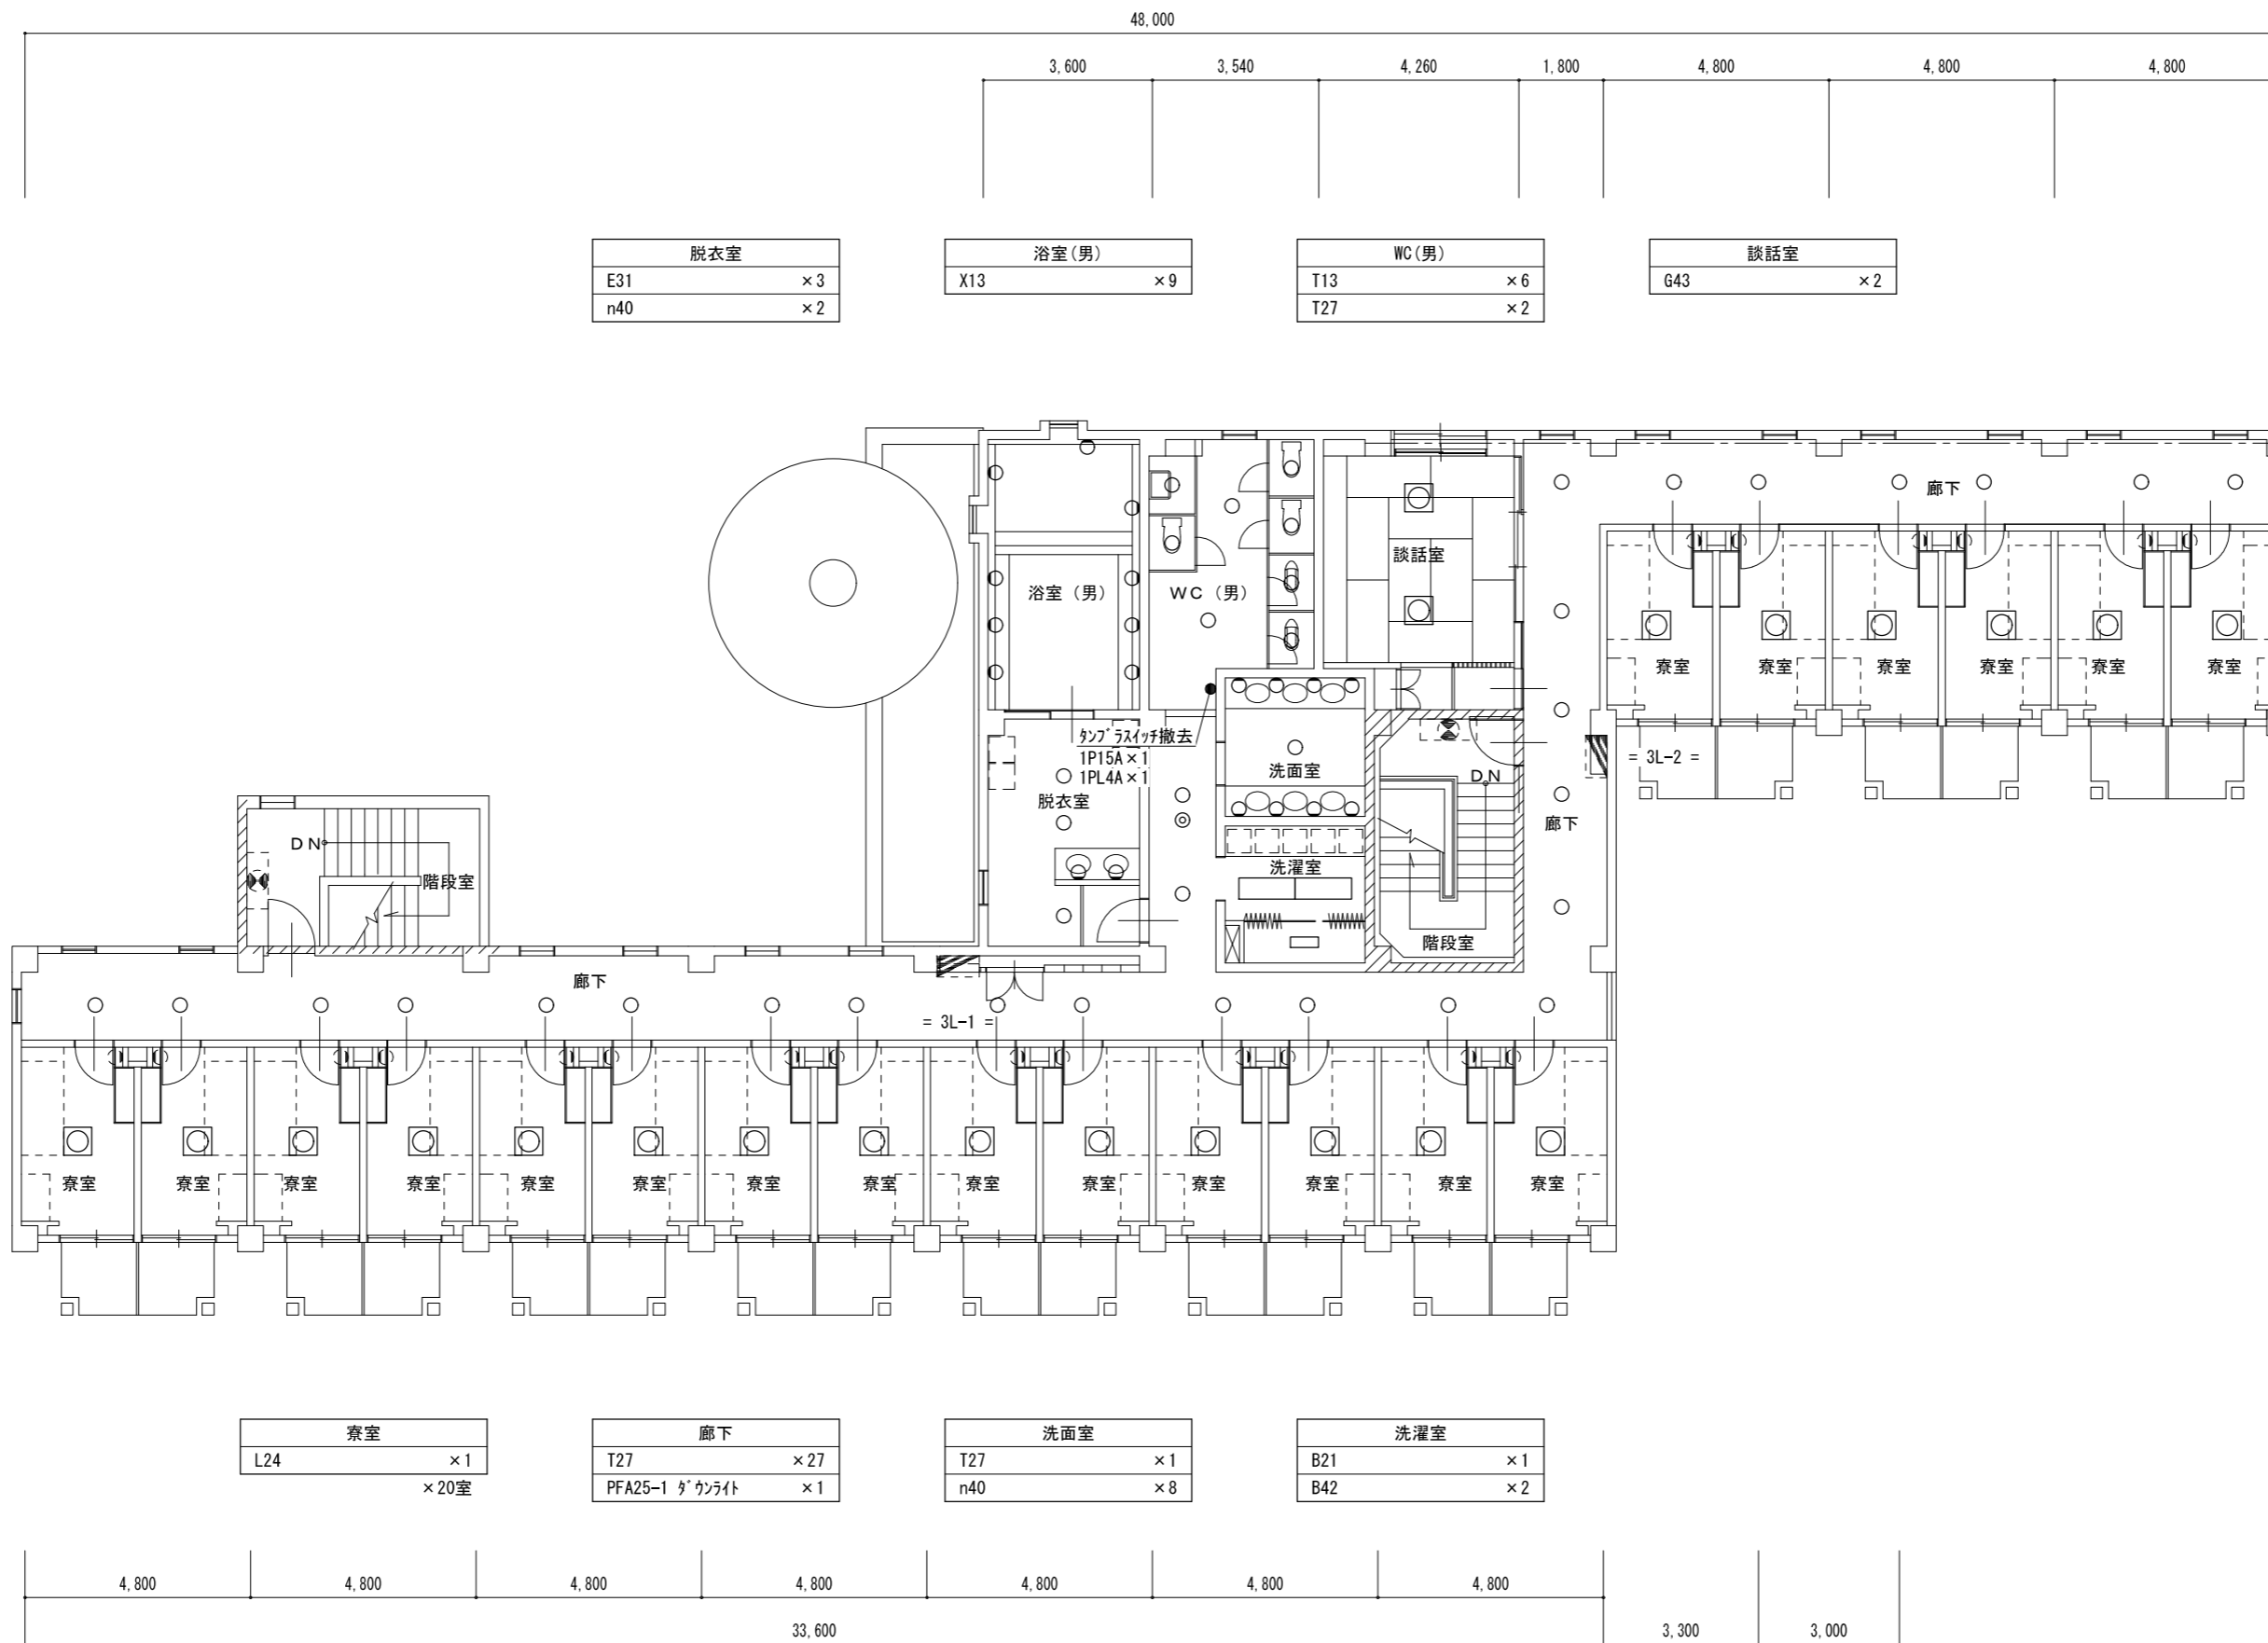 48,000
3,600 3,540 4,260 1,800 4,800 4,800 4,800
脱衣室
E31 ×3
n40 ×2
浴室(男)
X13 ×9
WC(男)
T13 ×6
T27 ×2
談話室
G43 ×2
廊下
談話室
浴室(男)
WC(男)
寮室 寮室 寮室 寮室 寮室 寮室
タンブラスイッチ撤去
1P15A×1
1PL4A×1
= 3L-2 =
洗面室
DN
脱衣室
廊下
DN
洗濯室
階段室
階段室
廊下
= 3L-1 =
寮室 寮室 寮室 寮室 寮室 寮室 寮室 寮室 寮室 寮室 寮室 寮室 寮室 寮室
寮室
L24 ×1
×20室
廊下
T27 ×27
PFA25-1 ダウンライト ×1
洗面室
T27 ×1
n40 ×8
洗濯室
B21 ×1
B42 ×2
4,800 4,800 4,800 4,800 4,800 4,800 4,800
33,600 3,300 3,000